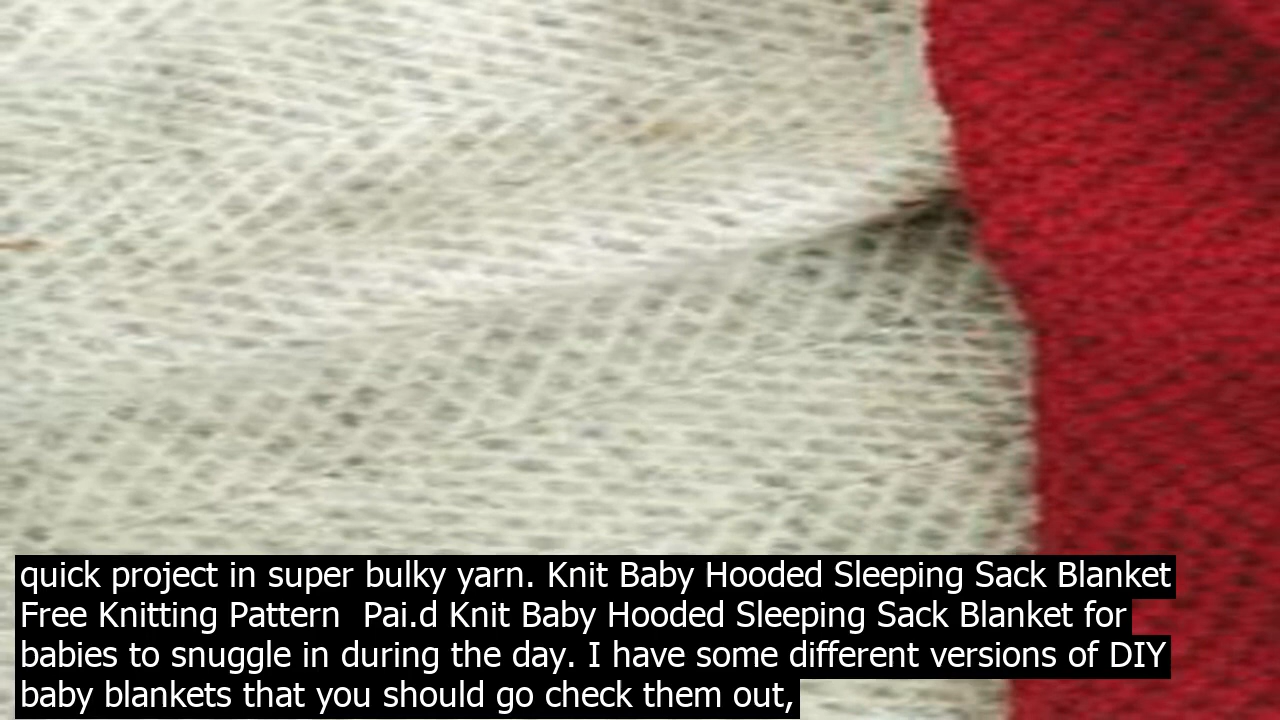 quick project in super bulky yarn. Knit Baby Hooded Sleeping Sack Blanket
Free Knitting Pattern  Pai.d Knit Baby Hooded Sleeping Sack Blanket for
babies to snuggle in during the day. I have some different versions of DIY
baby blankets that you should go check them out,